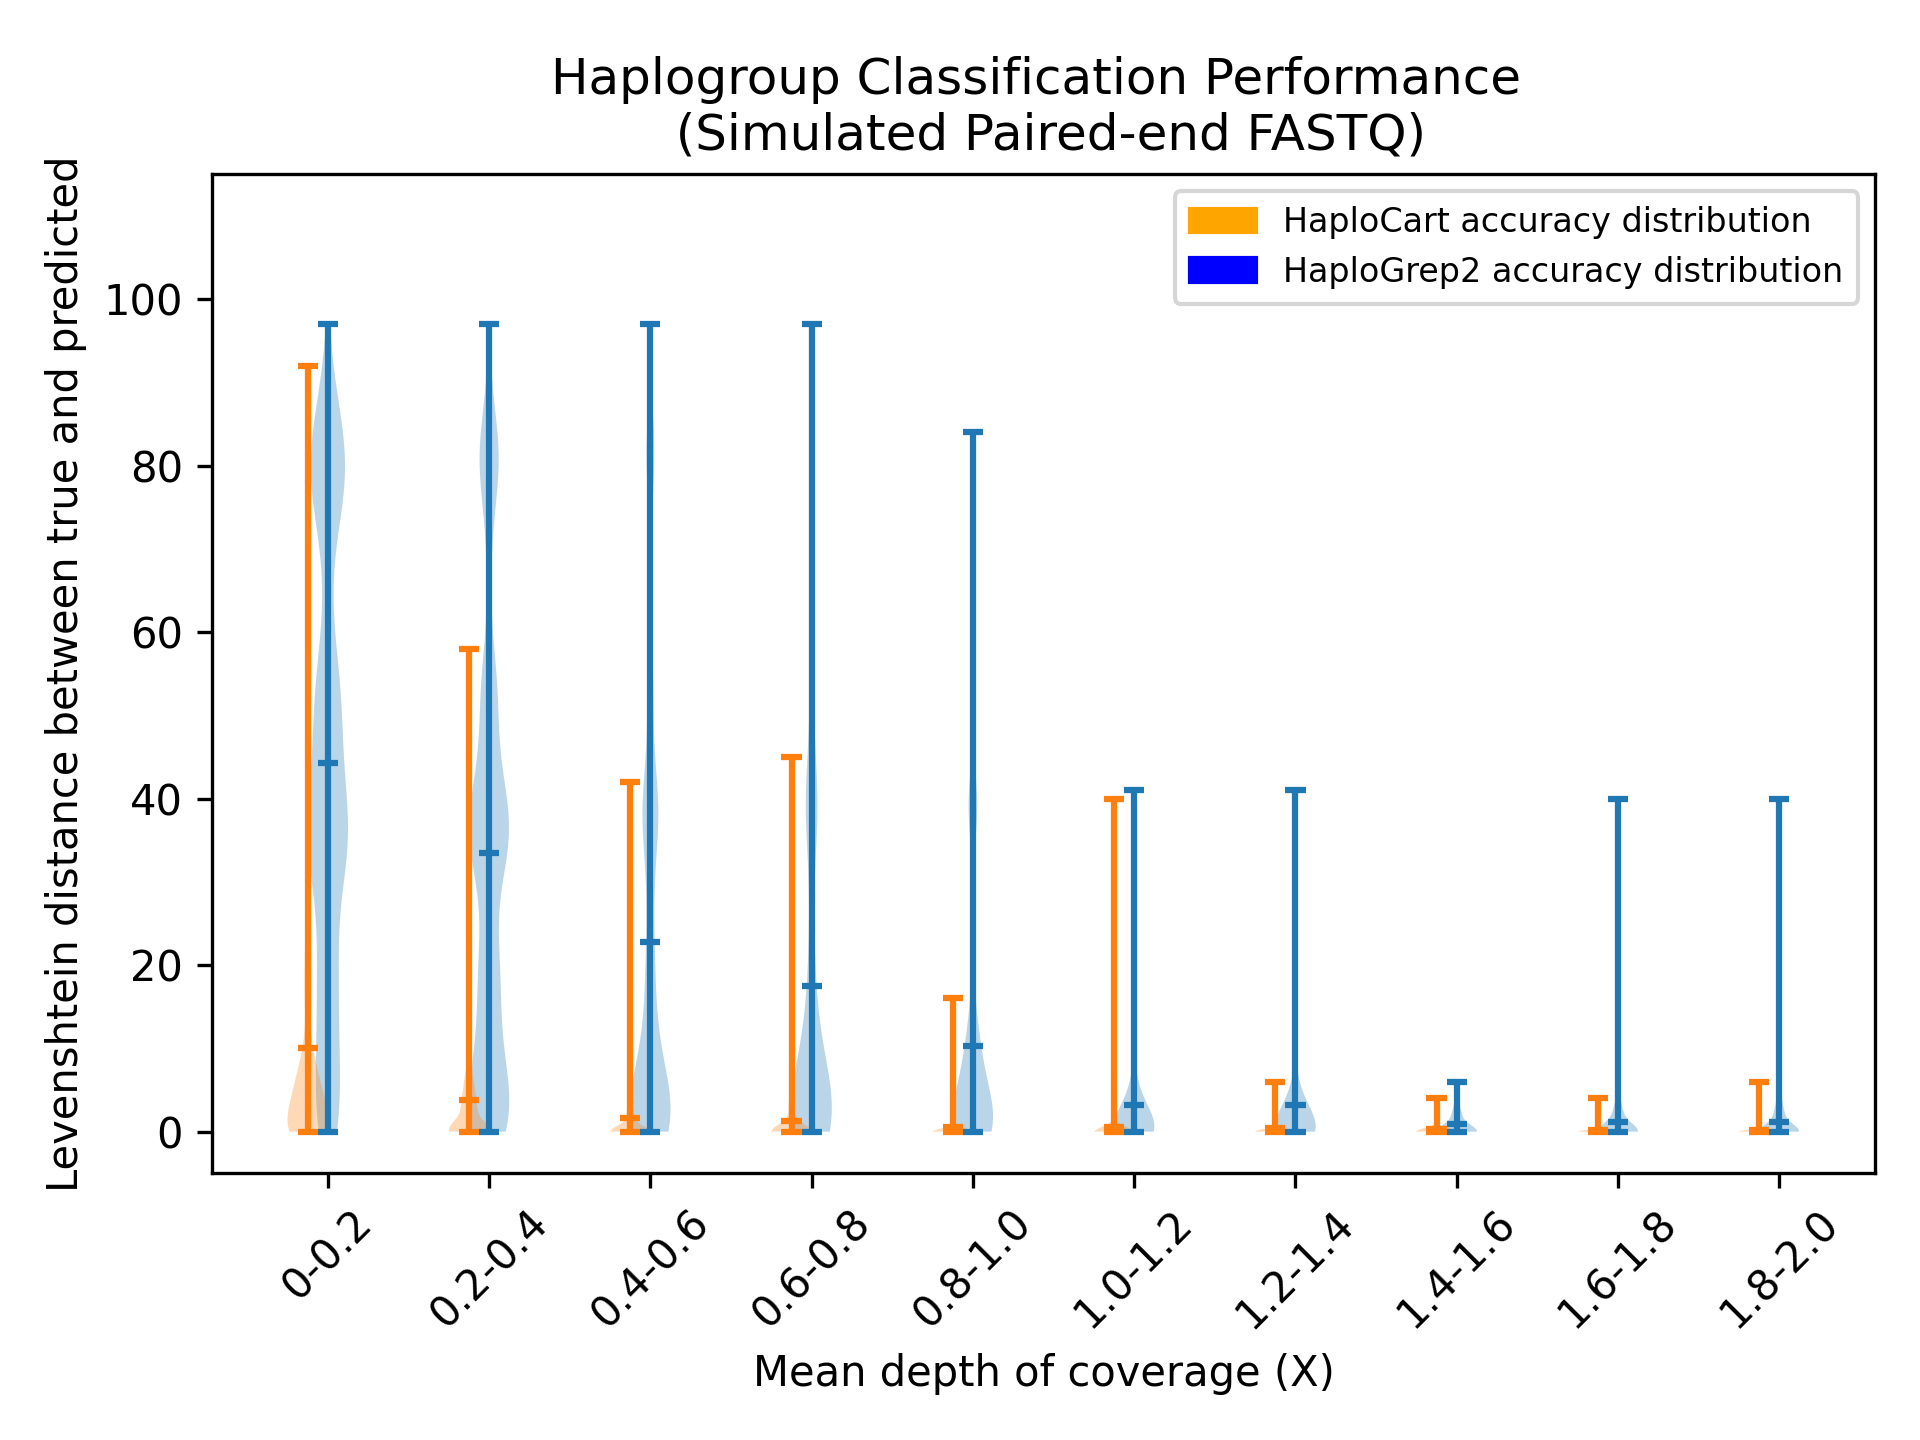 Haplogroup Classification Performance
(Simulated Paired-end FASTQ)
HaploCart accuracy distribution
HaploGrep2 accuracy distribution
Levenshtein distance between true and predicted
100
80
60
40
20
0
0-0.2
0.2-0.4
0.4-0.6
0.6-0.8
0.8-1.0
1.0-1.2
1.2-1.4
1.4-1.6
1.6-1.8
1.8-2.0
Mean depth of coverage (X)